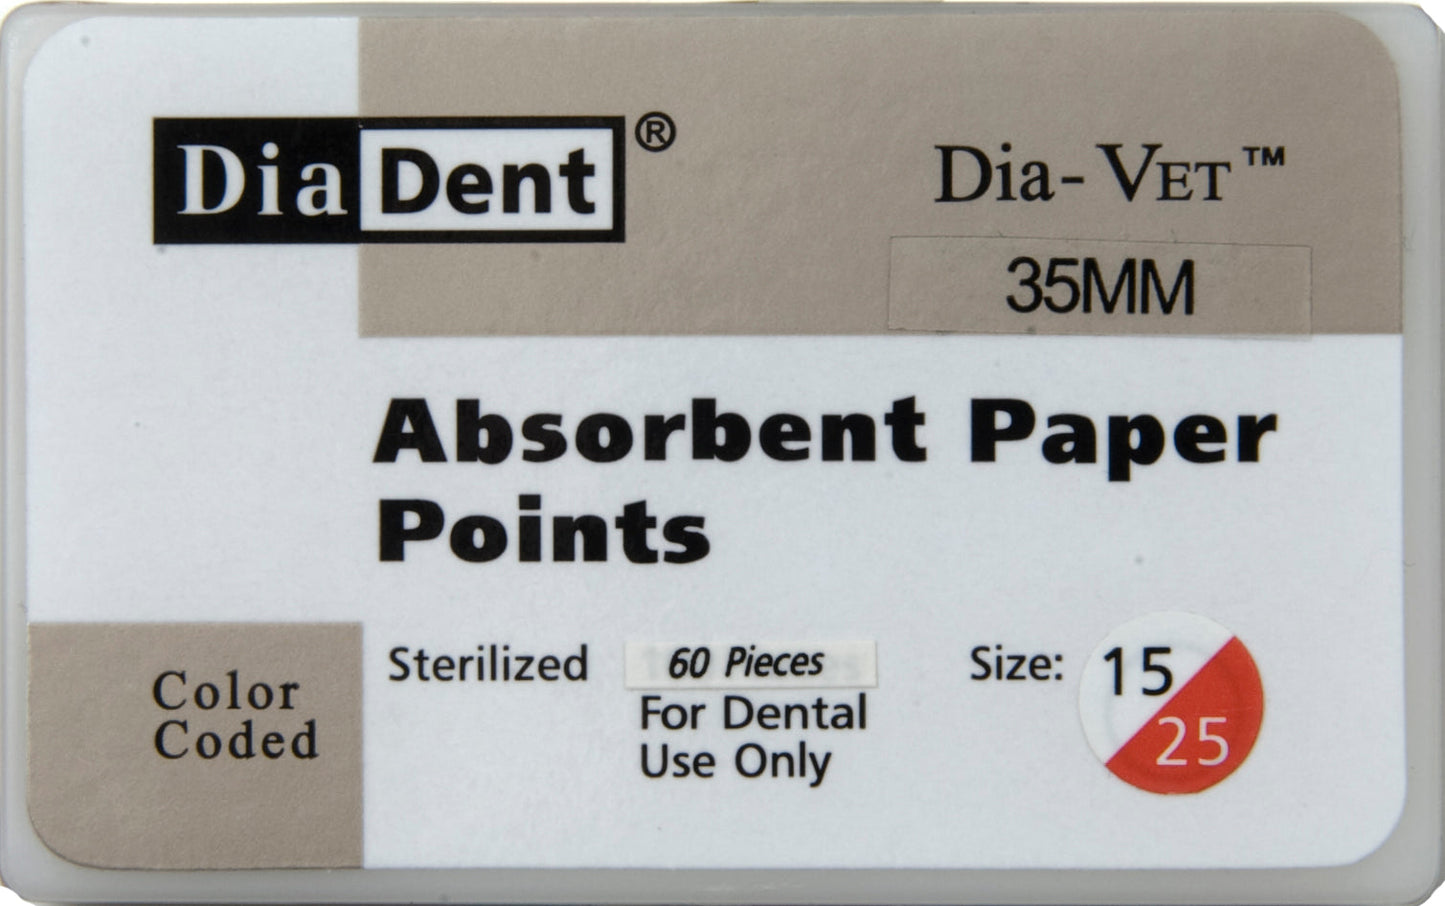 DiaDent®
Dia-VET™
35MM
Absorbent Paper
Points
Color
Coded
Sterilized
60 Pieces
For Dental
Use Only
Size: 15
25